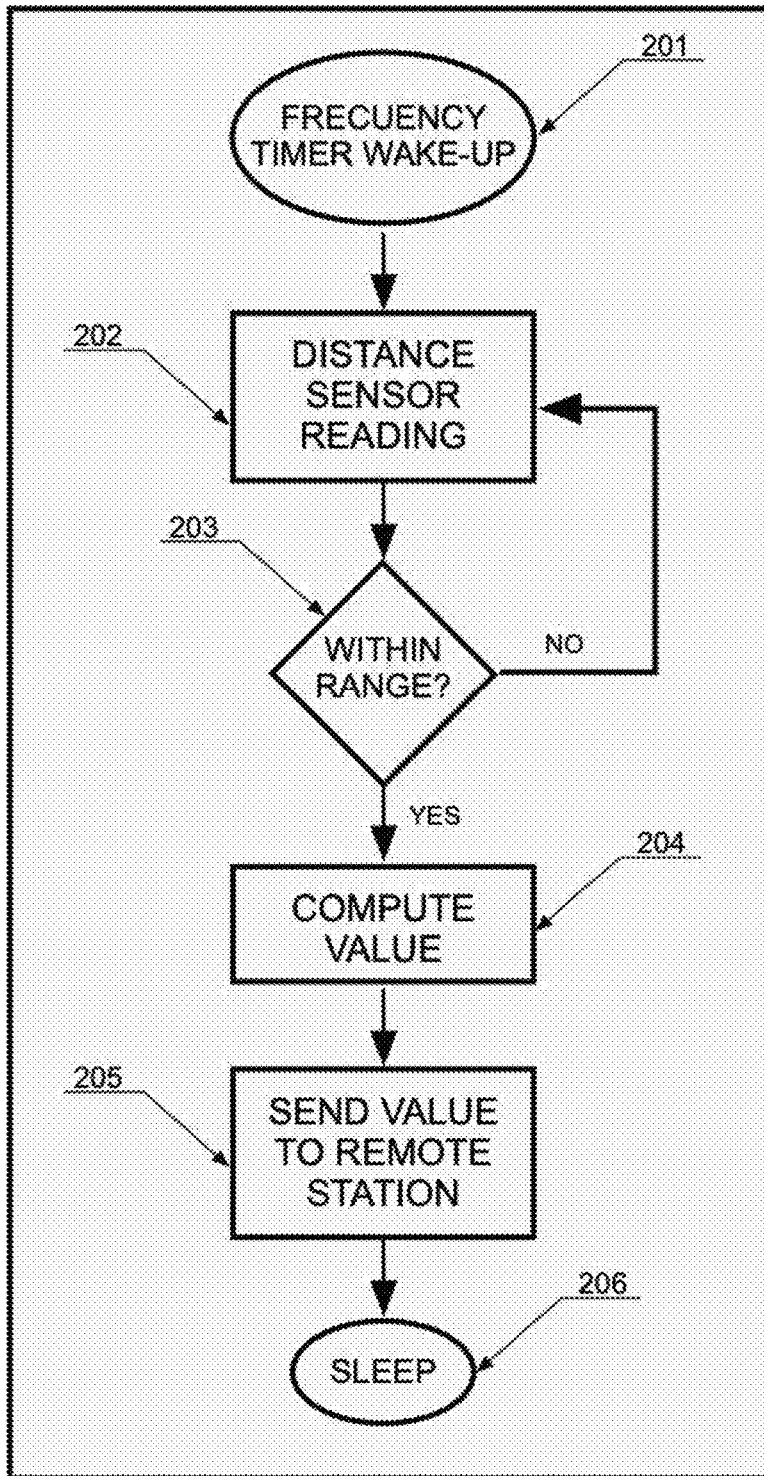 201
FRECUENCY
TIMER WAKE-UP
202
DISTANCE
SENSOR
READING
203
WITHIN
RANGE?
NO
YES
204
COMPUTE
VALUE
205
SEND VALUE
TO REMOTE
STATION
206
SLEEP